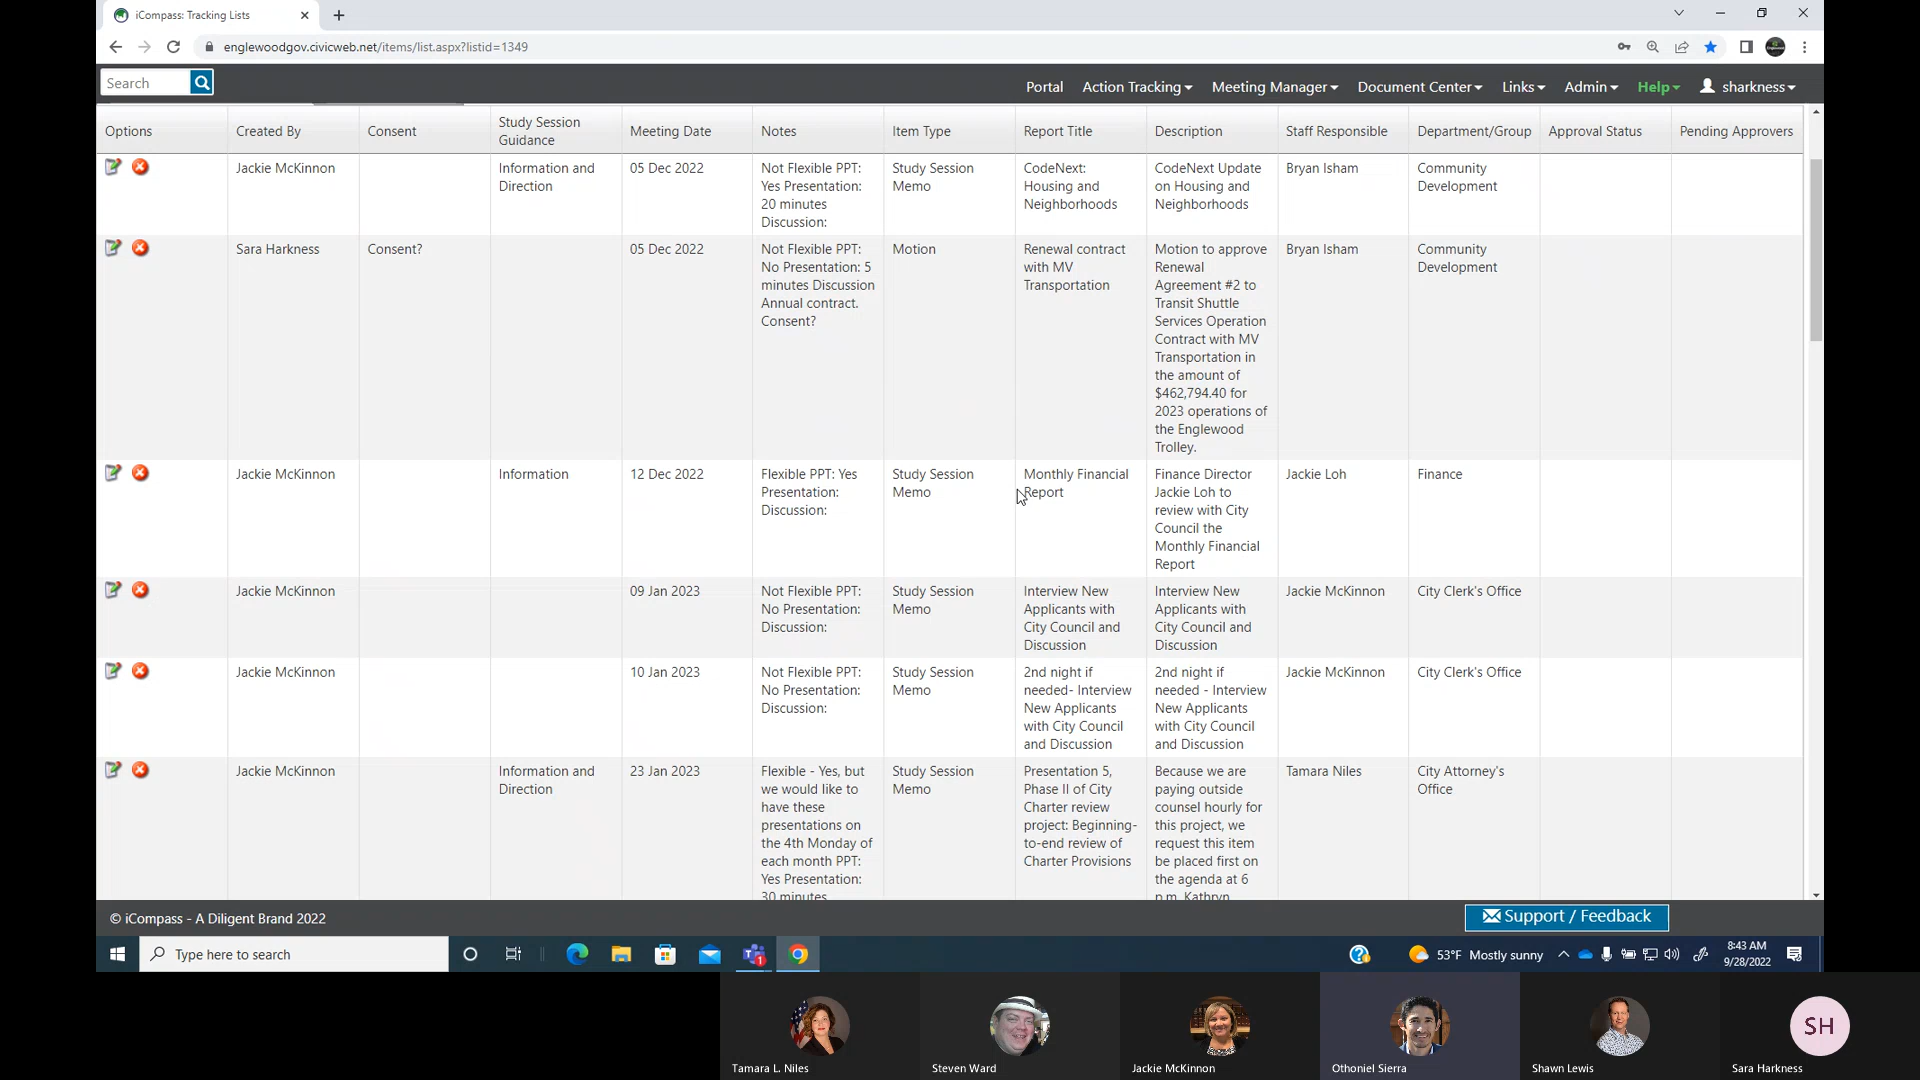 iCompass: Tracking Lists
englewoodgov.civicweb.net/items/list.aspx?listid=1349
Search
Portal Action Tracking Meeting Manager Document Center Links Admin Help sharkness
Options Created By Consent Study Session Guidance Meeting Date Notes Item Type Report Title Description Staff Responsible Department/Group Approval Status Pending Approvers
Jackie McKinnon
Information and
Direction
05 Dec 2022
Not Flexible PPT:
Yes Presentation:
20 minutes
Discussion:
Study Session
Memo
CodeNext:
Housing and
Neighborhoods
CodeNext Update
on Housing and
Neighborhoods
Bryan Isham
Community
Development
Sara Harkness
Consent?
05 Dec 2022
Not Flexible PPT:
No Presentation: 5
minutes Discussion
Annual contract.
Consent?
Motion
Renewal contract
with MV
Transportation
Motion to approve
Renewal
Agreement #2 to
Transit Shuttle
Services Operation
Contract with MV
Transportation in
the amount of
$462,794.40 for
2023 operations of
the Englewood
Trolley.
Bryan Isham
Community
Development
Jackie McKinnon
Information
12 Dec 2022
Flexible PPT: Yes
Presentation:
Discussion:
Study Session
Memo
Monthly Financial
Report
Finance Director
Jackie Loh to
review with City
Council the
Monthly Financial
Report
Jackie Loh
Finance
Jackie McKinnon
09 Jan 2023
Not Flexible PPT:
No Presentation:
Discussion:
Study Session
Memo
Interview New
Applicants with
City Council and
Discussion
Interview New
Applicants with
City Council and
Discussion
Jackie McKinnon
City Clerk's Office
Jackie McKinnon
10 Jan 2023
Not Flexible PPT:
No Presentation:
Discussion:
Study Session
Memo
2nd night if
needed- Interview
New Applicants
with City Council
and Discussion
2nd night if
needed - Interview
New Applicants
with City Council
and Discussion
Jackie McKinnon
City Clerk's Office
Jackie McKinnon
Information and
Direction
23 Jan 2023
Flexible - Yes, but
we would like to
have these
presentations on
the 4th Monday of
each month PPT:
Yes Presentation:
30 minutes
Study Session
Memo
Presentation 5,
Phase II of City
Charter review
project: Beginning-
to-end review of
Charter Provisions
Because we are
paying outside
counsel hourly for
this project, we
request this item
be placed first on
the agenda at 6
p.m. Kathryn
Tamara Niles
City Attorney's
Office
© iCompass - A Diligent Brand 2022
Support / Feedback
Type here to search
1
53°F Mostly sunny
8:43 AM
9/28/2022
SH
Tamara L. Niles
Steven Ward
Jackie McKinnon
Othoniel Sierra
Shawn Lewis
Sara Harkness